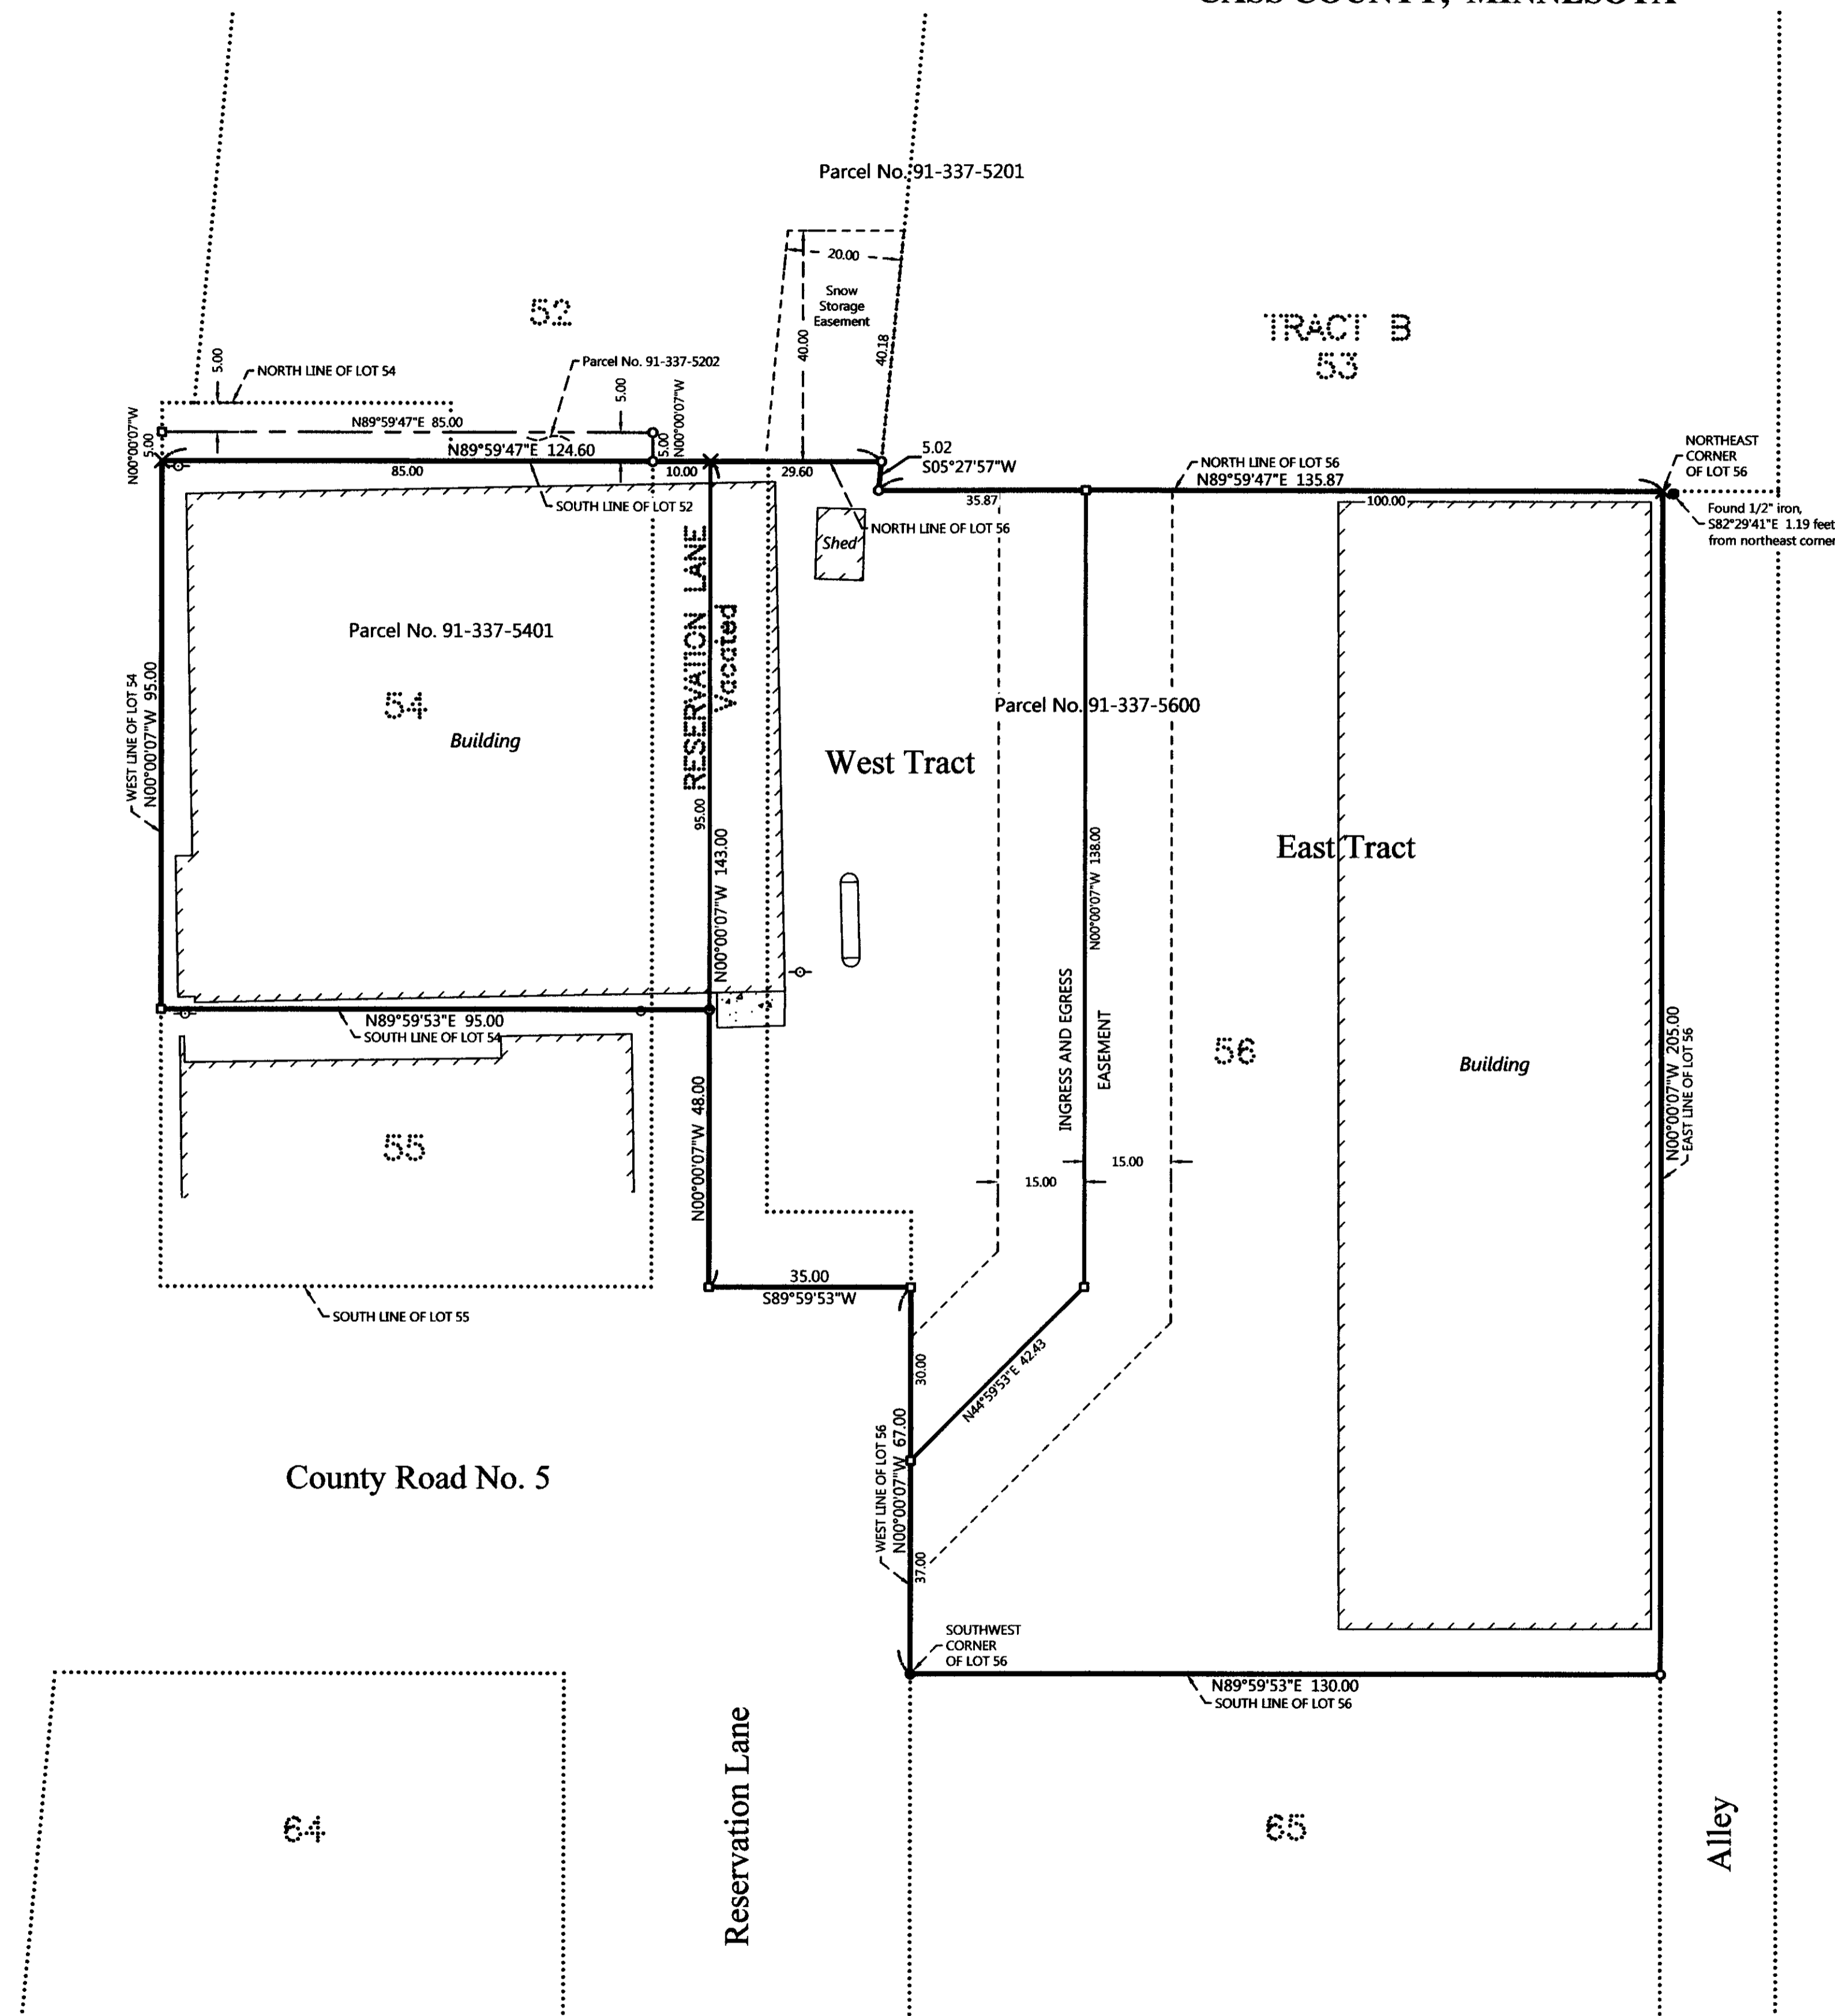 CASS COUNTY, MINNESOTA
Parcel No. 91-337-5201
20.00
Snow
Storage
Easement
40.00
40.18
52
TRACT B
53
5.00
NORTH LINE OF LOT 54
Parcel No. 91-337-5202
5.00
N00°00'07"W
5.00
N89°59'47"E 85.00
5.00
N00°00'07"W
N89°59'47"E 124.60
85.00
10.00
29.60
5.02
S05°27'57"W
SOUTH LINE OF LOT 52
NORTH LINE OF LOT 56
NORTH LINE OF LOT 56
N89°59'47"E 135.87
35.87
100.00
NORTHEAST
CORNER
OF LOT 56
Found 1/2" iron,
S82°29'41"E 1.19 feet
from northeast corner
Shed
RESERVATION LANE
Vacated
Parcel No. 91-337-5401
54
Building
WEST LINE OF LOT 54
N00°00'07"W 95.00
95.00
N00°00'07"W 143.00
Parcel No. 91-337-5600
West Tract
East Tract
N00°00'07"W 138.00
INGRESS AND EGRESS
EASEMENT
56
Building
N00°00'07"W 205.00
EAST LINE OF LOT 56
N89°59'53"E 95.00
SOUTH LINE OF LOT 54
55
N00°00'07"W 48.00
15.00
15.00
35.00
S89°59'53"W
SOUTH LINE OF LOT 55
30.00
N44°59'53"E 42.43
WEST LINE OF LOT 56
N00°00'07"W 67.00
37.00
County Road No. 5
SOUTHWEST
CORNER
OF LOT 56
N89°59'53"E 130.00
SOUTH LINE OF LOT 56
Reservation Lane
64
65
Alley